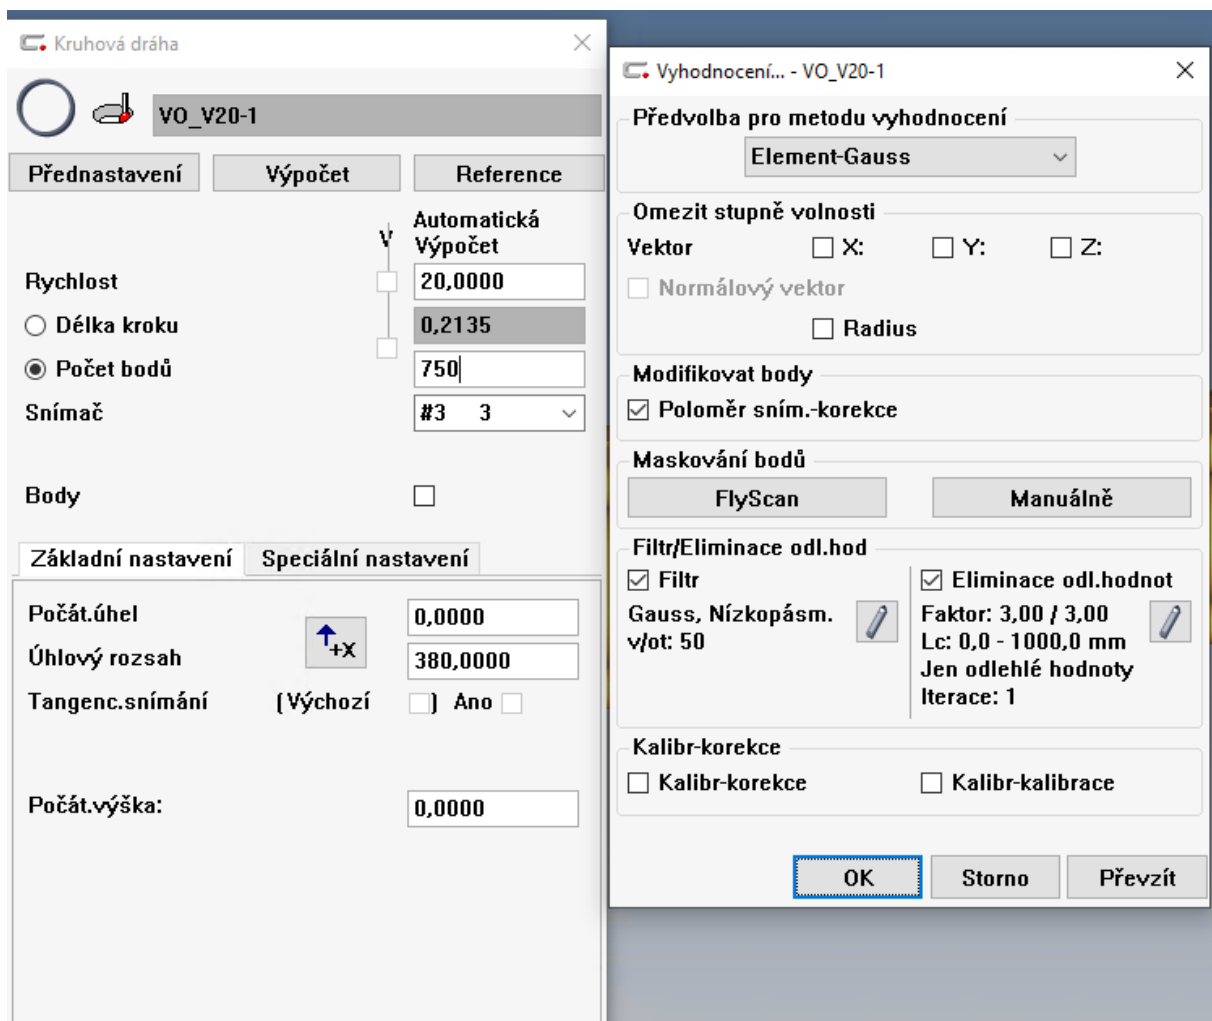 Kruhová dráha
VO_V20-1
Přednastavení
Výpočet
Reference
V
Automatická
Výpočet
Rychlost
20,0000
Délka kroku
0,2135
Počet bodů
750
Snímač
#3 3
Body
Základní nastavení
Speciální nastavení
Počát.úhel
0,0000
+X
Úhlový rozsah
380,0000
Tangenc.snímání (Výchozí ) Ano
Počát.výška:
0,0000
Vyhodnocení... - VO_V20-1
Předvolba pro metodu vyhodnocení
Element-Gauss
Omezit stupně volnosti
Vektor X: Y: Z:
Normálový vektor
Radius
Modifikovat body
Poloměr sním.-korekce
Maskování bodů
FlyScan
Manuálně
Filtr/Eliminace odl.hod
Filtr
Gauss, Nízkopásm.
v/ot: 50
Eliminace odl.hodnot
Faktor: 3,00 / 3,00
Lc: 0,0 - 1000,0 mm
Jen odlehlé hodnoty
Iterace: 1
Kalibr-korekce
Kalibr-korekce
Kalibr-kalibrace
OK
Storno
Převzít